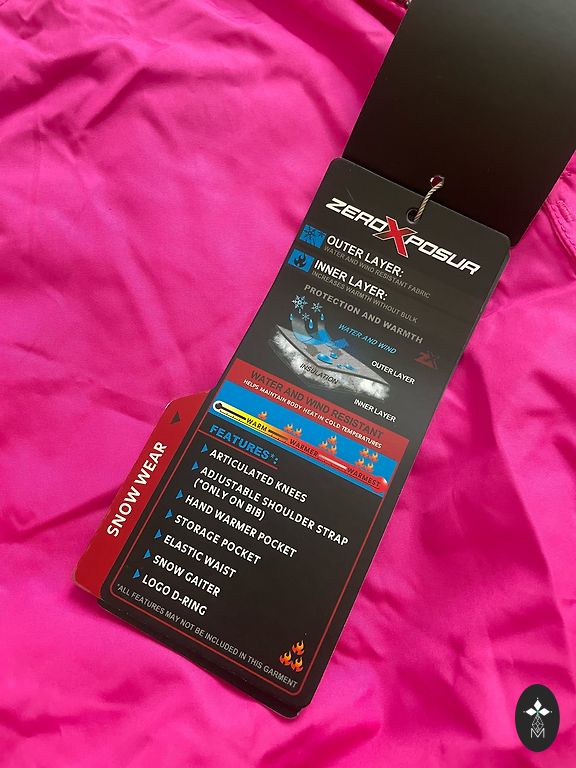 ZEROXPOSUR
OUTER LAYER:
WATER AND WIND RESISTANT FABRIC
INNER LAYER:
INCREASES WARMTH WITHOUT BULK
PROTECTION AND WARMTH
WATER AND WIND
OUTER LAYER
INSULATION
INNER LAYER
WATER AND WIND RESISTANT
HELPS MAINTAIN BODY HEAT IN COLD TEMPERATURES
WARM
WARMER
WARMEST
FEATURES*:
ARTICULATED KNEES
ADJUSTABLE SHOULDER STRAP
(*ONLY ON BIB)
HAND WARMER POCKET
STORAGE POCKET
ELASTIC WAIST
SNOW GAITER
LOGO D-RING
*ALL FEATURES MAY NOT BE INCLUDED IN THIS GARMENT
SNOW WEAR
M